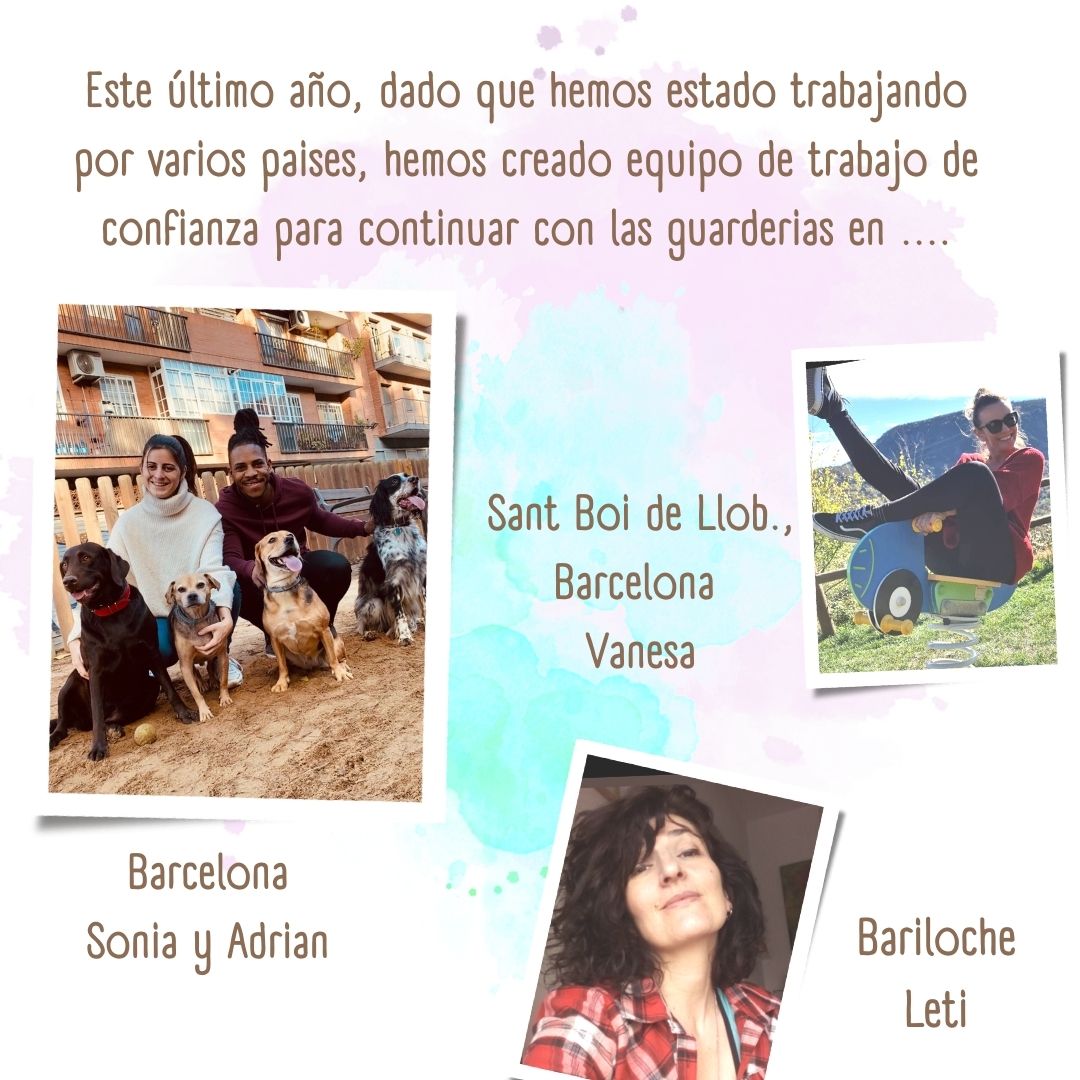 Este último año, dado que hemos estado trabajando
por varios paises, hemos creado equipo de trabajo de
confianza para continuar con las guarderias en ....
Sant Boi de Llob.,
Barcelona
Vanesa
Barcelona
Sonia y Adrian
Bariloche
Leti